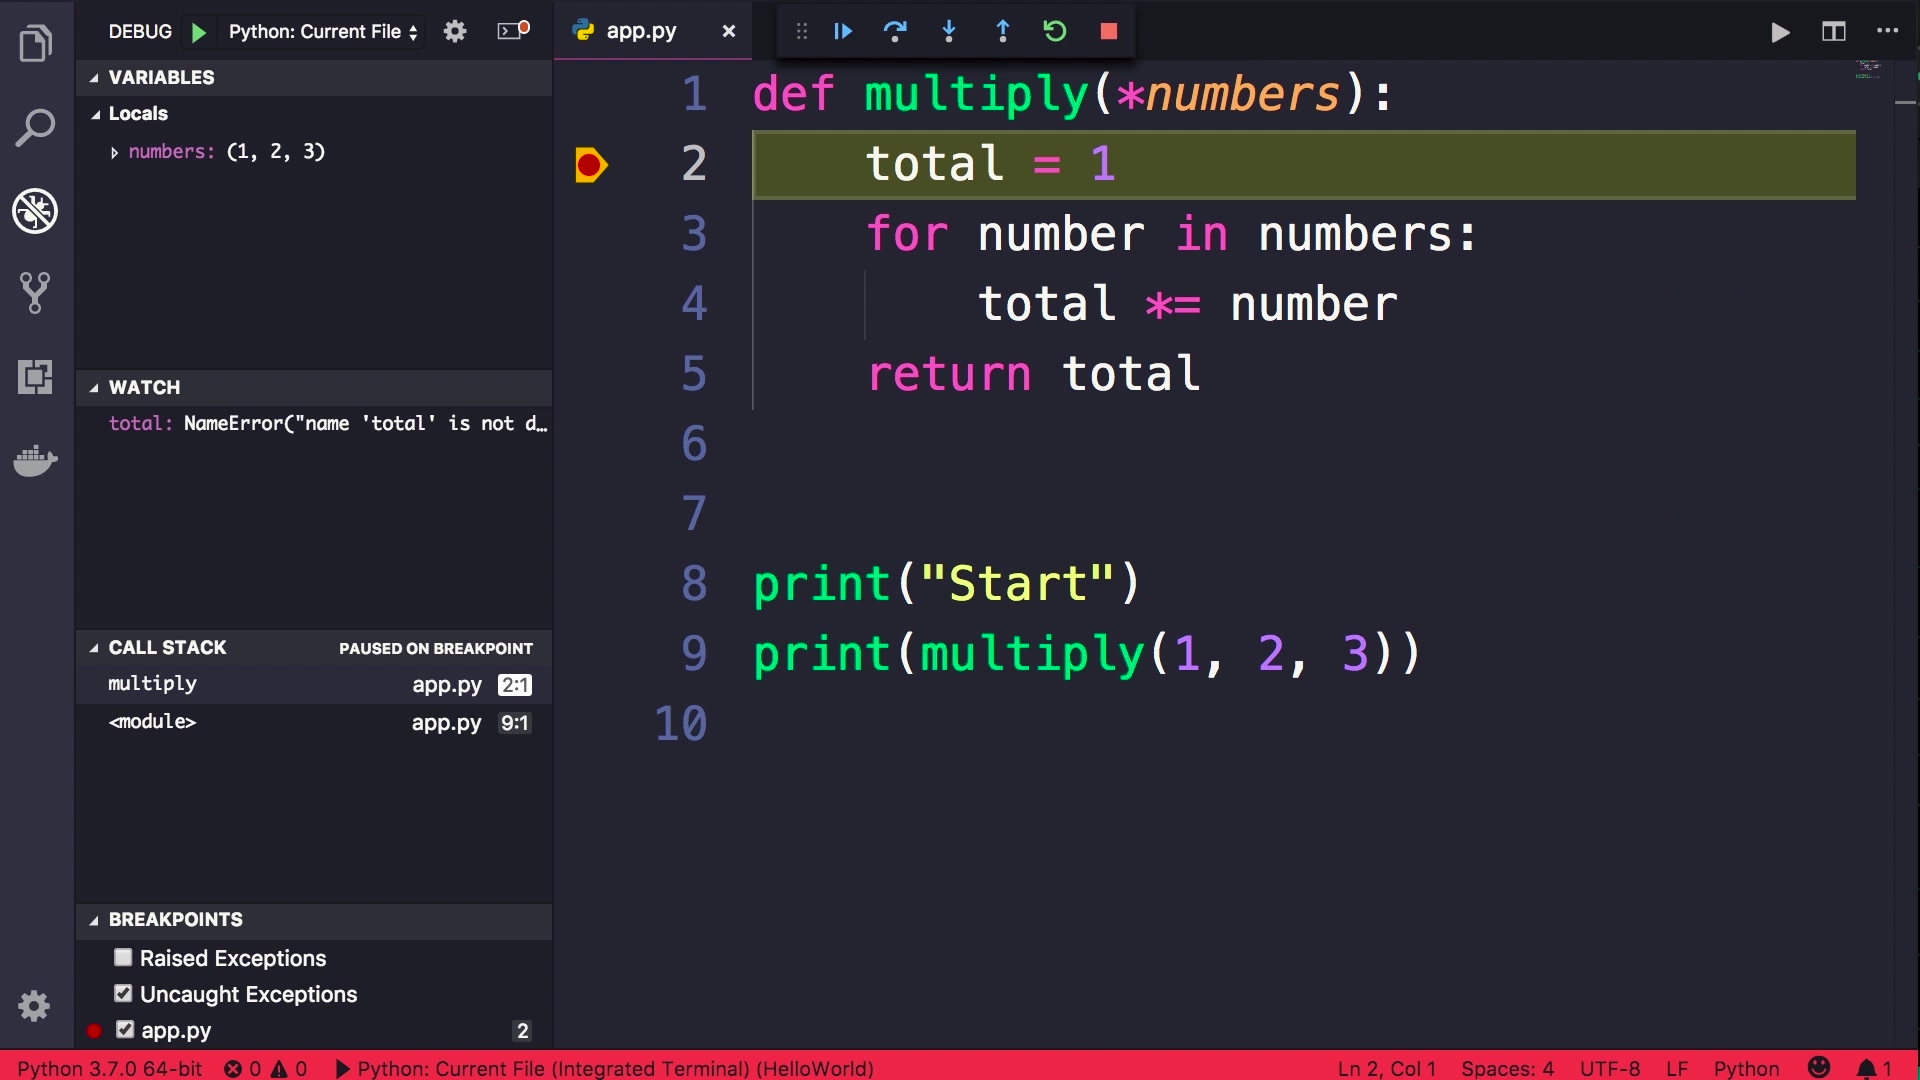 DEBUG Python: Current File
VARIABLES
Locals
numbers: (1, 2, 3)
WATCH
total: NameError("name 'total' is not d…
CALL STACK PAUSED ON BREAKPOINT
multiply app.py 2:1
<module> app.py 9:1
BREAKPOINTS
Raised Exceptions
Uncaught Exceptions
app.py 2
app.py
1 def multiply(*numbers):
2 total = 1
3 for number in numbers:
4 total *= number
5 return total
6
7
8 print("Start")
9 print(multiply(1, 2, 3))
10
Python 3.7.0 64-bit 0 0 Python: Current File (Integrated Terminal) (HelloWorld) Ln 2, Col 1 Spaces: 4 UTF-8 LF Python 1